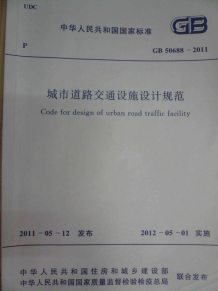 UDC
中华人民共和国国家标准
GB
P
GB 50688-2011
城市道路交通设施设计规范
Code for design of urban road traffic facility
2011-05-12 发布
2012-05-01 实施
中华人民共和国住房和城乡建设部
中华人民共和国国家质量监督检验检疫总局
联合发布